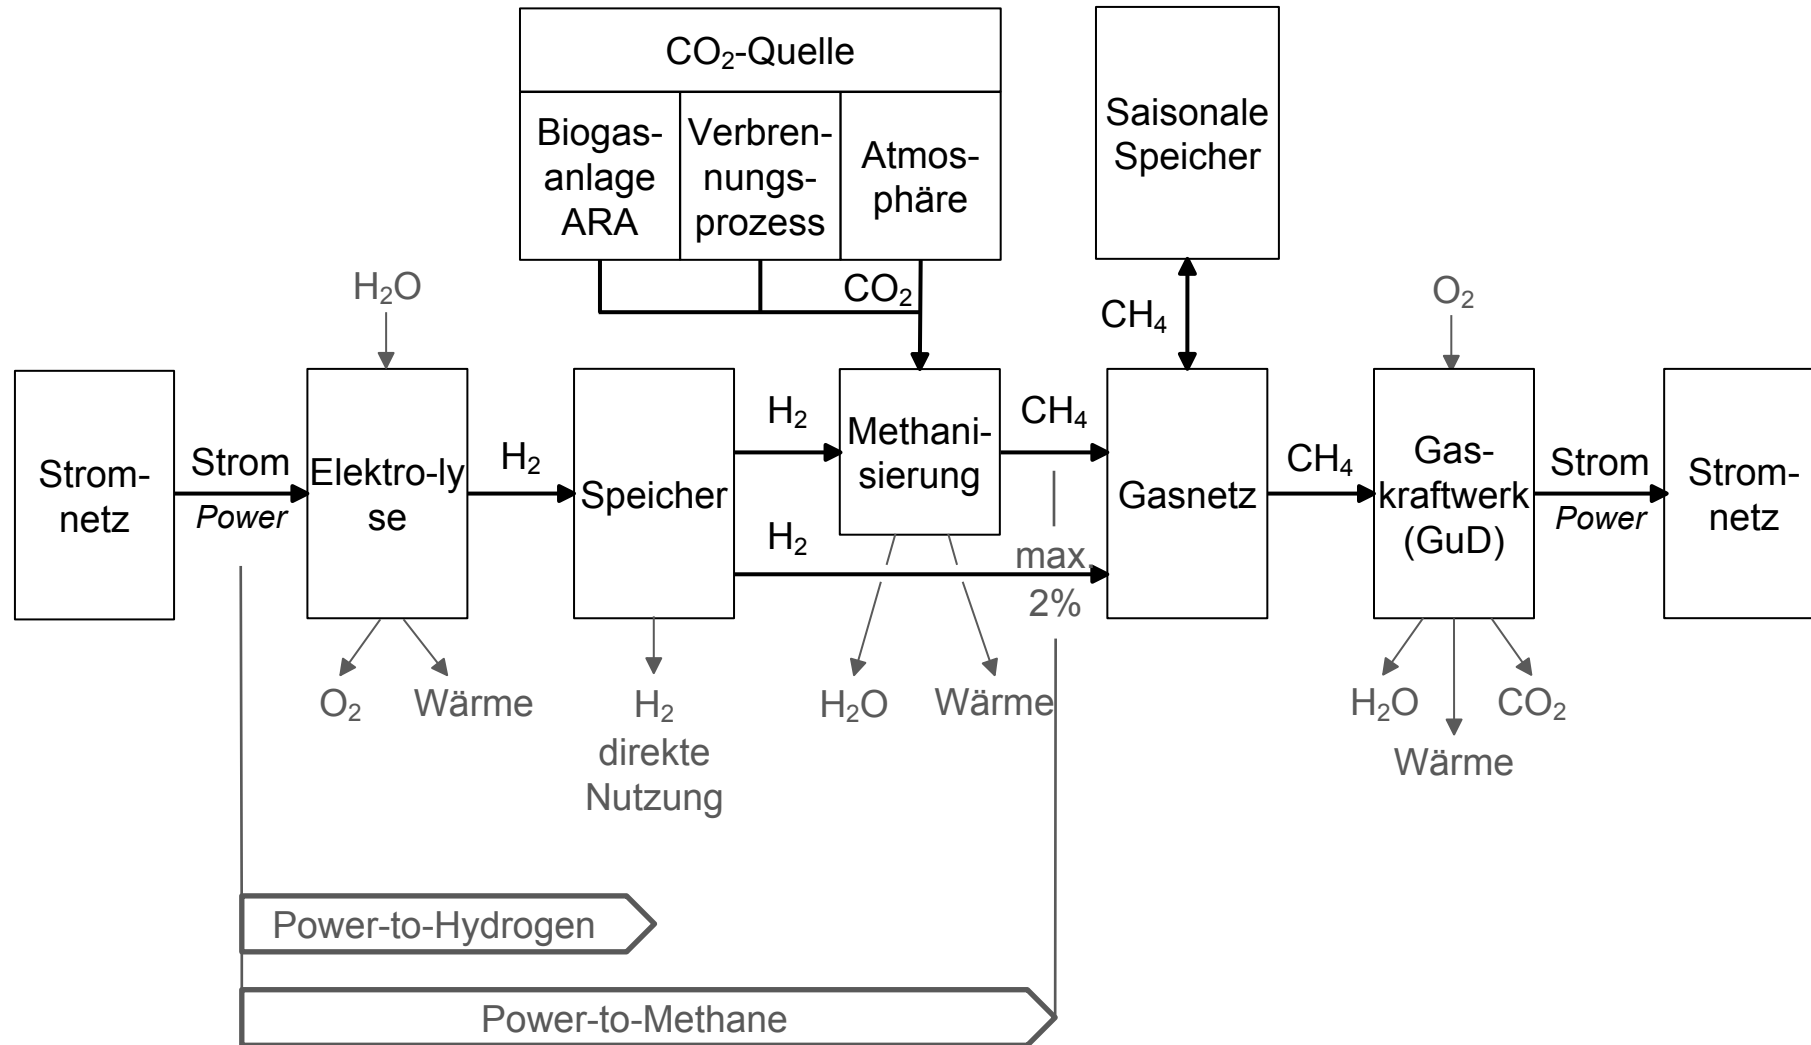 CO₂-Quelle
Biogas-
anlage
ARA
Verbren-
nungs-
prozess
Atmos-
phäre
Saisonale
Speicher
H₂O
CO₂
CH₄
O₂
Strom-
netz
Strom
Power
Elektro-ly
se
H₂
Speicher
H₂
H₂
Methani-
sierung
CH₄
max.
2%
Gasnetz
CH₄
Gas-
kraftwerk
(GuD)
Strom
Power
Strom-
netz
O₂
Wärme
H₂
direkte
Nutzung
H₂O
Wärme
H₂O
CO₂
Wärme
Power-to-Hydrogen
Power-to-Methane